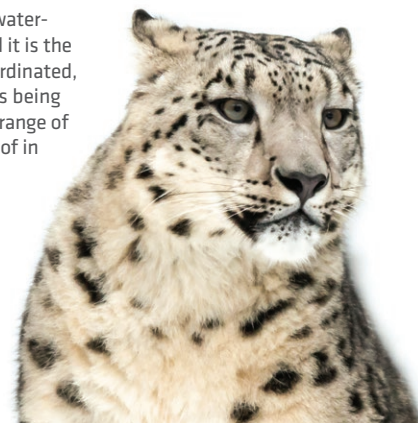 water-
l it is the
rdinated,
s being
range of
of in